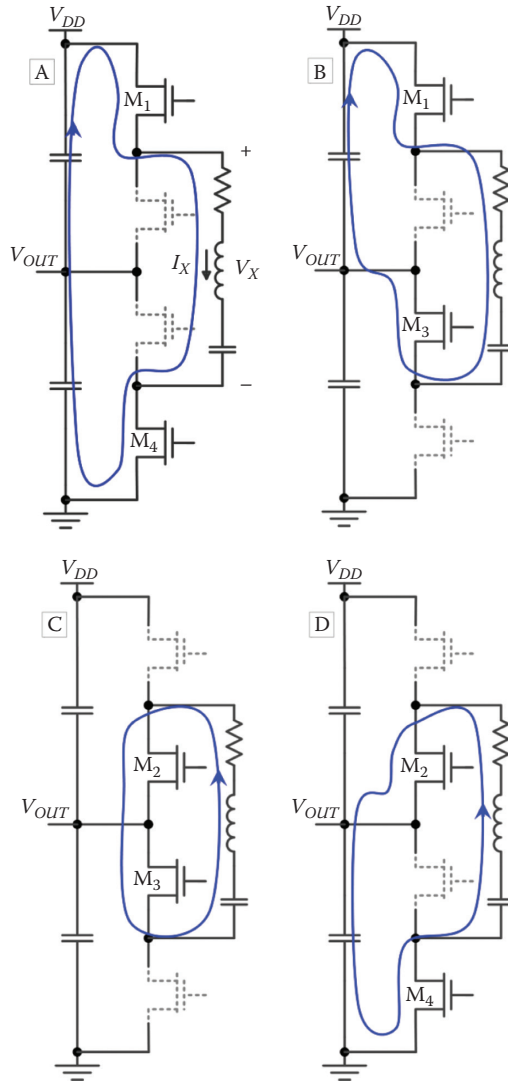 V_DD
A
M_1
+
V_OUT
I_X
V_X
−
M_4
V_DD
B
M_1
V_OUT
M_3
V_DD
C
M_2
V_OUT
M_3
V_DD
D
M_2
V_OUT
M_4